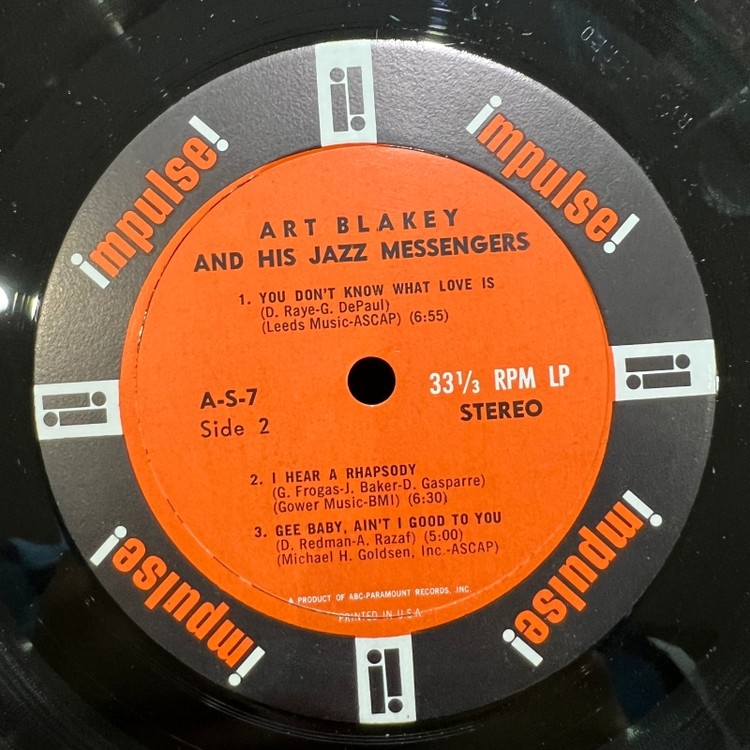 impulse!
impulse!
ART BLAKEY
AND HIS JAZZ MESSENGERS
1. YOU DON'T KNOW WHAT LOVE IS
(D. Raye-G. DePaul)
(Leeds Music-ASCAP) (6:55)
A-S-7
Side 2
33⅓ RPM LP
STEREO
2. I HEAR A RHAPSODY
(G. Frogas-J. Baker-D. Gasparre)
(Gower Music-BMI) (6:30)
3. GEE BABY, AIN'T I GOOD TO YOU
(D. Redman-A. Razaf) (5:00)
(Michael H. Goldsen, Inc.-ASCAP)
A PRODUCT OF ABC-PARAMOUNT RECORDS, INC.
PRINTED IN U.S.A.
impulse!
impulse!